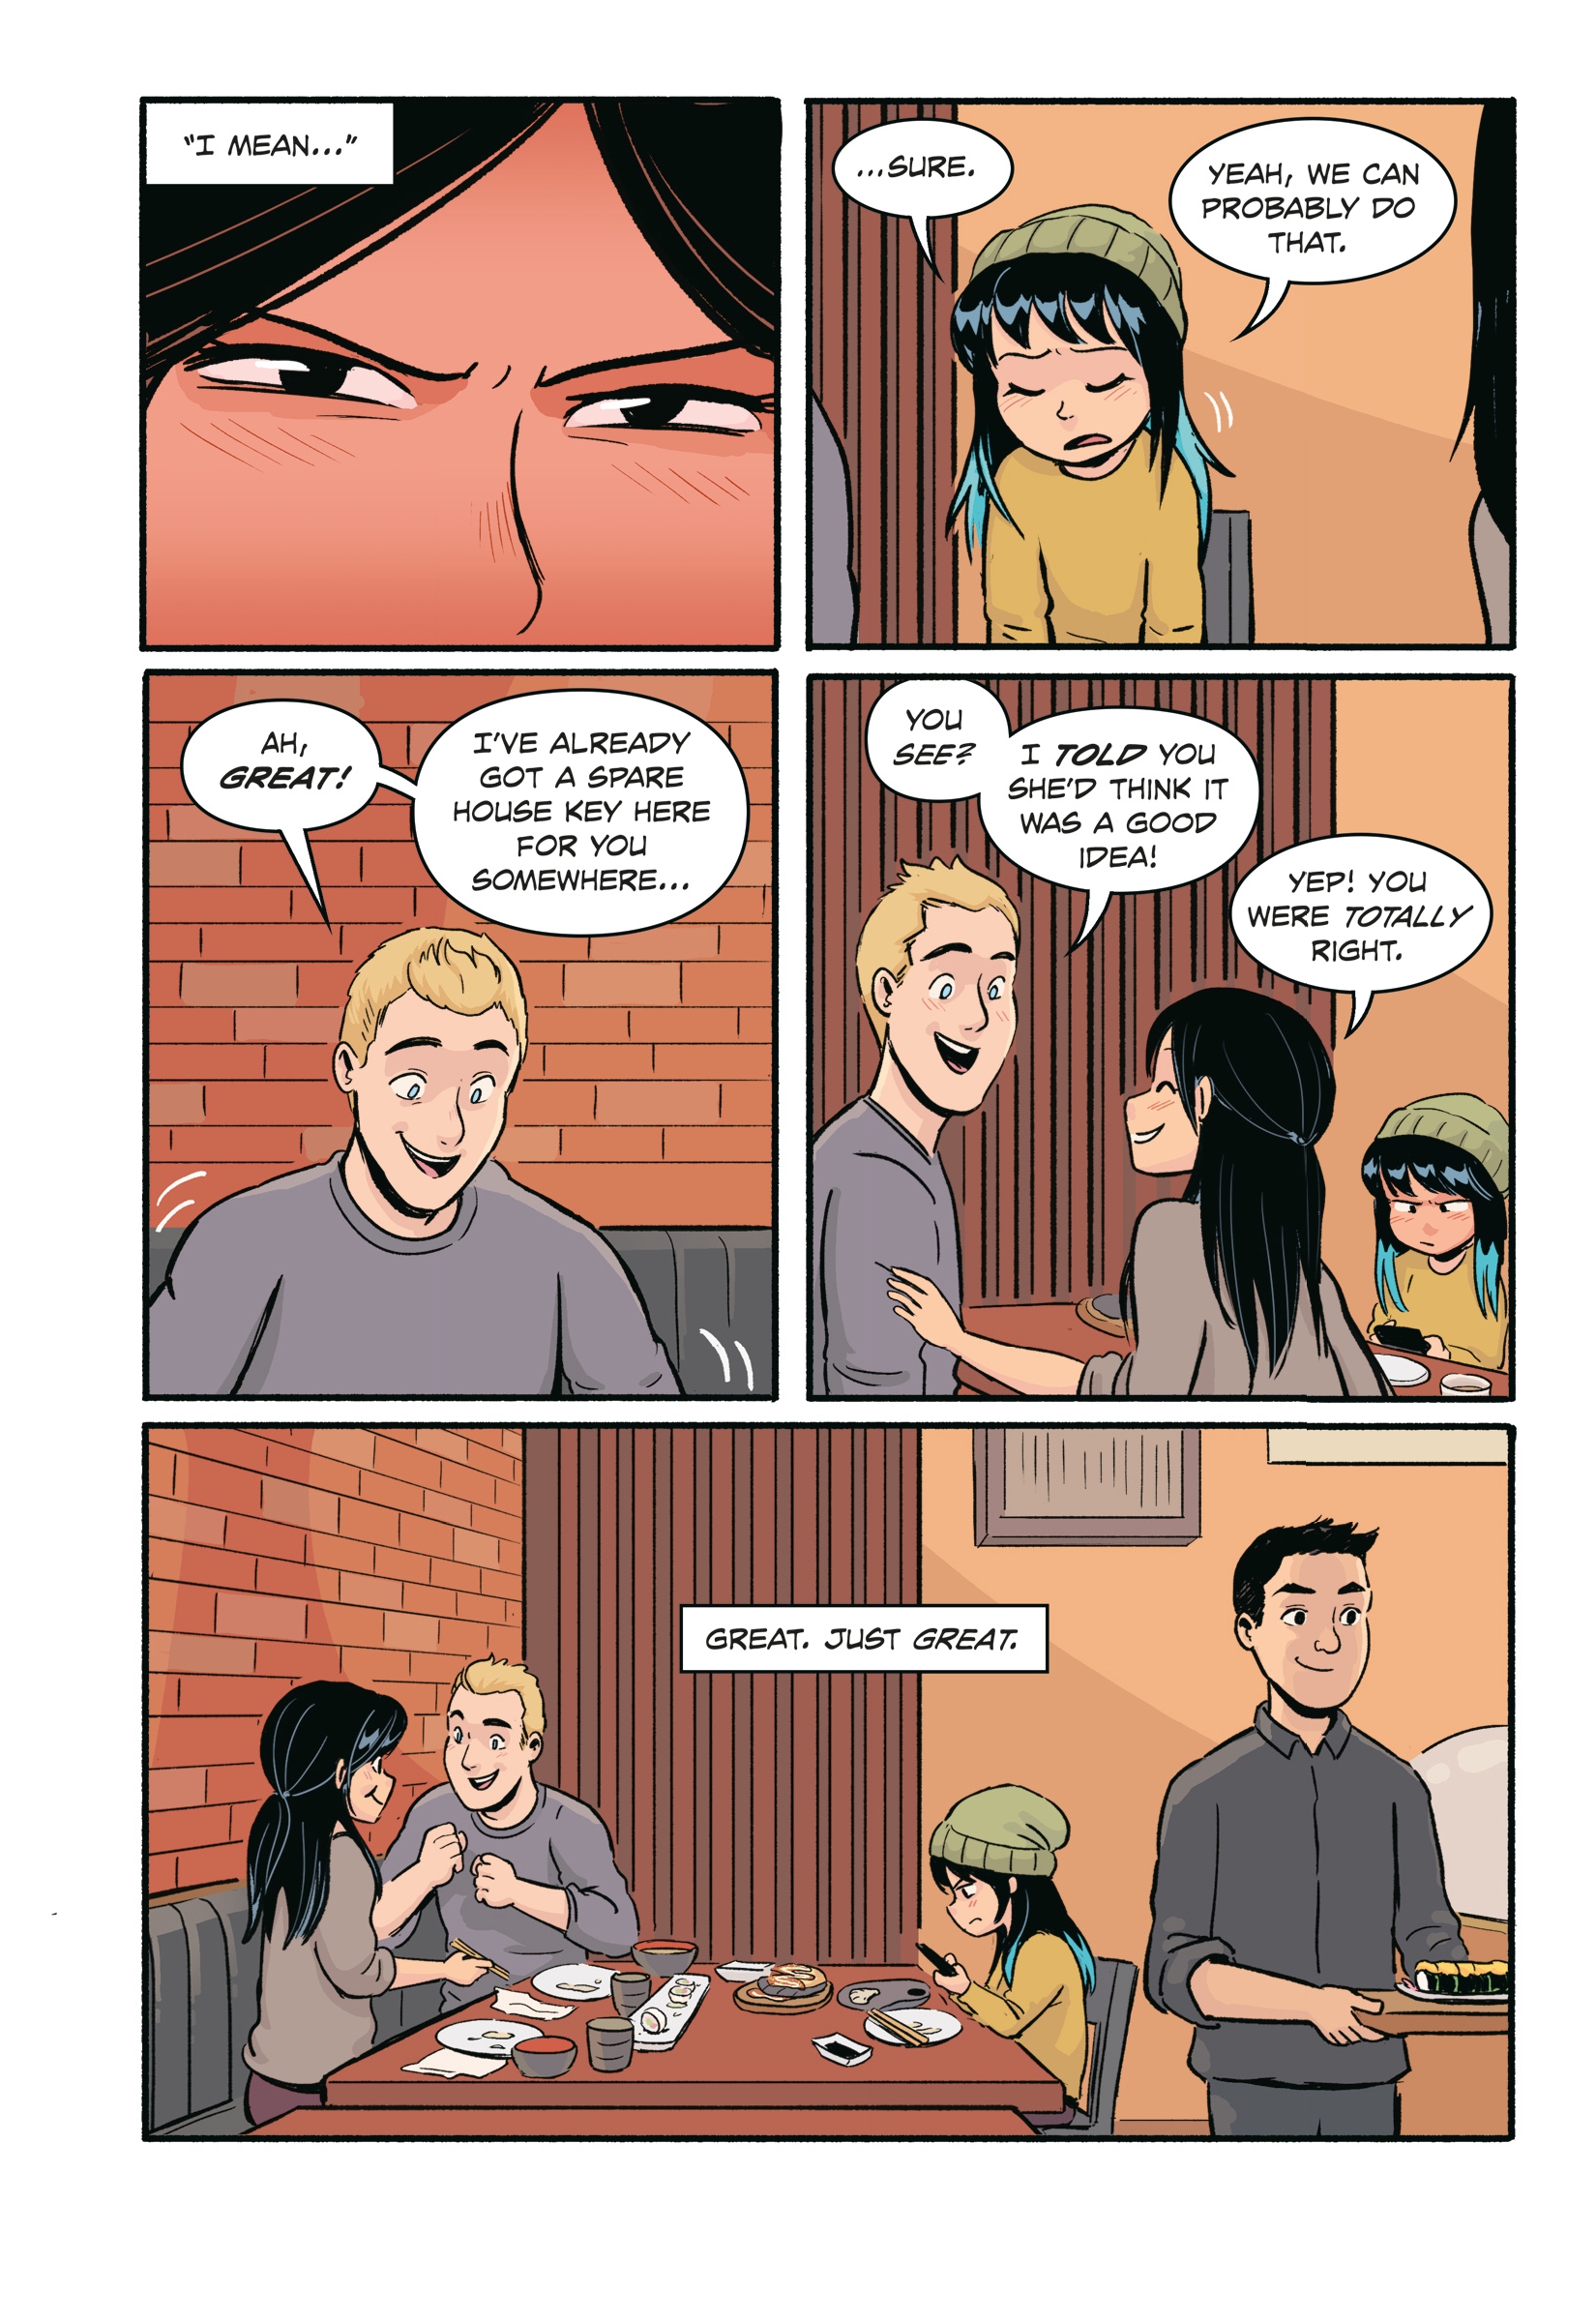 "I MEAN..."
...SURE.
YEAH, WE CAN
PROBABLY DO
THAT.
AH,
GREAT!
I'VE ALREADY
GOT A SPARE
HOUSE KEY HERE
FOR YOU
SOMEWHERE...
YOU
SEE?
I TOLD YOU
SHE'D THINK IT
WAS A GOOD
IDEA!
YEP! YOU
WERE TOTALLY
RIGHT.
GREAT. JUST GREAT.